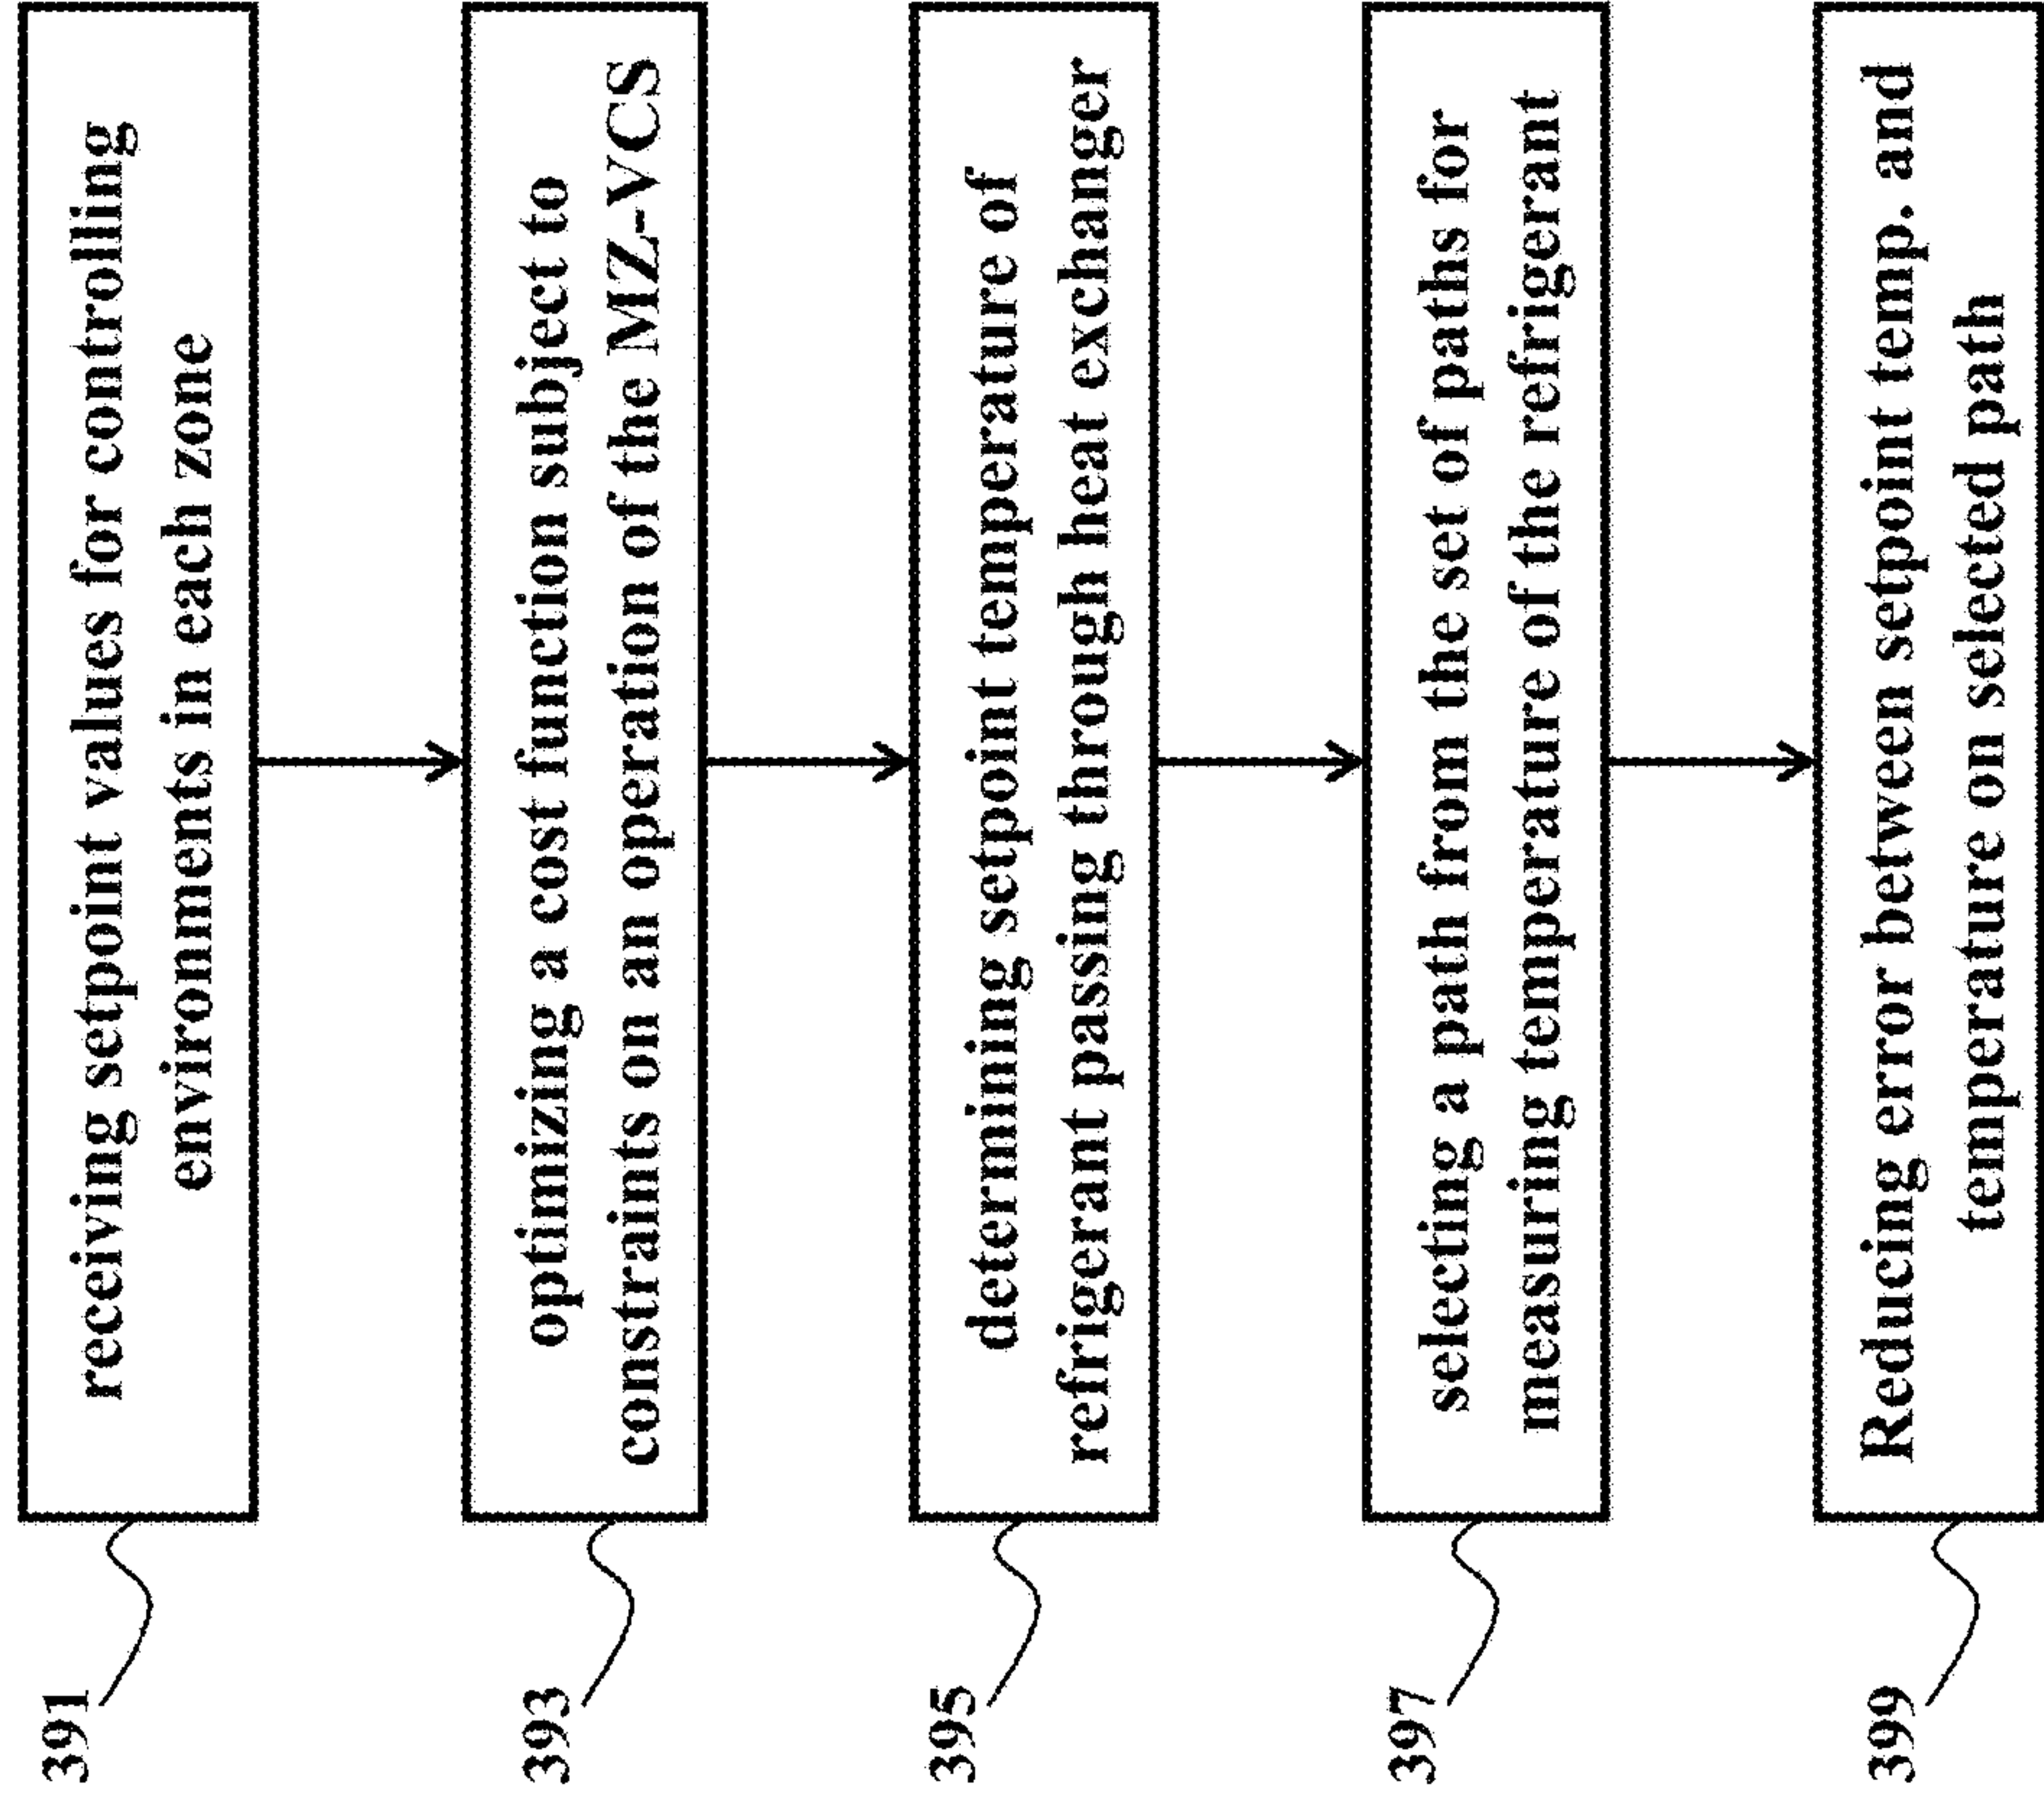 391
receiving setpoint values for controlling
environments in each zone
393
optimizing a cost function subject to
constraints on an operation of the MZ-VCS
395
determining setpoint temperature of
refrigerant passing through heat exchanger
397
selecting a path from the set of paths for
measuring temperature of the refrigerant
399
Reducing error between setpoint temp. and
temperature on selected path